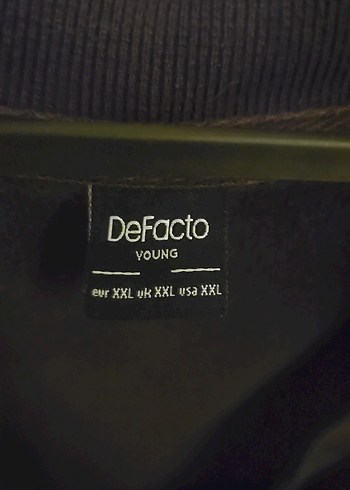 DeFacto
YOUNG
eur XXL uk XXL usa XXL